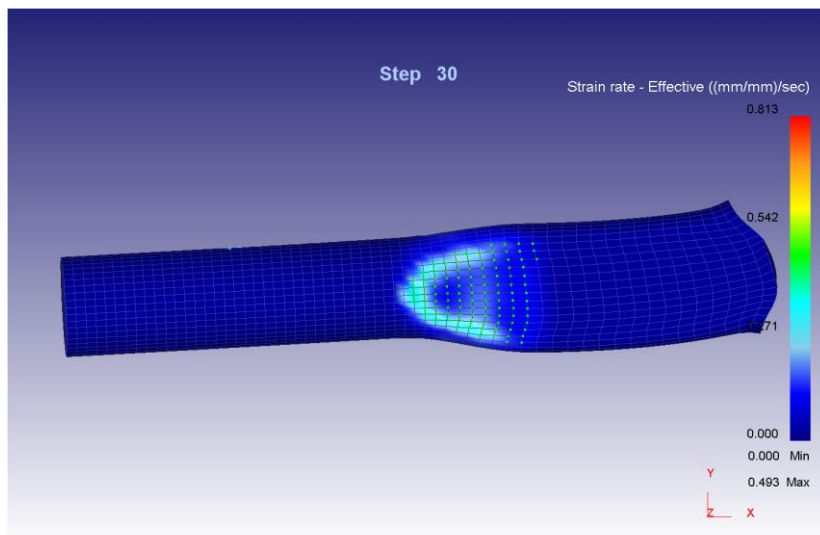 Step 30
Strain rate - Effective ((mm/mm)/sec)
0.813
0.542
0.271
0.000
0.000 Min
0.493 Max
Y
Z X